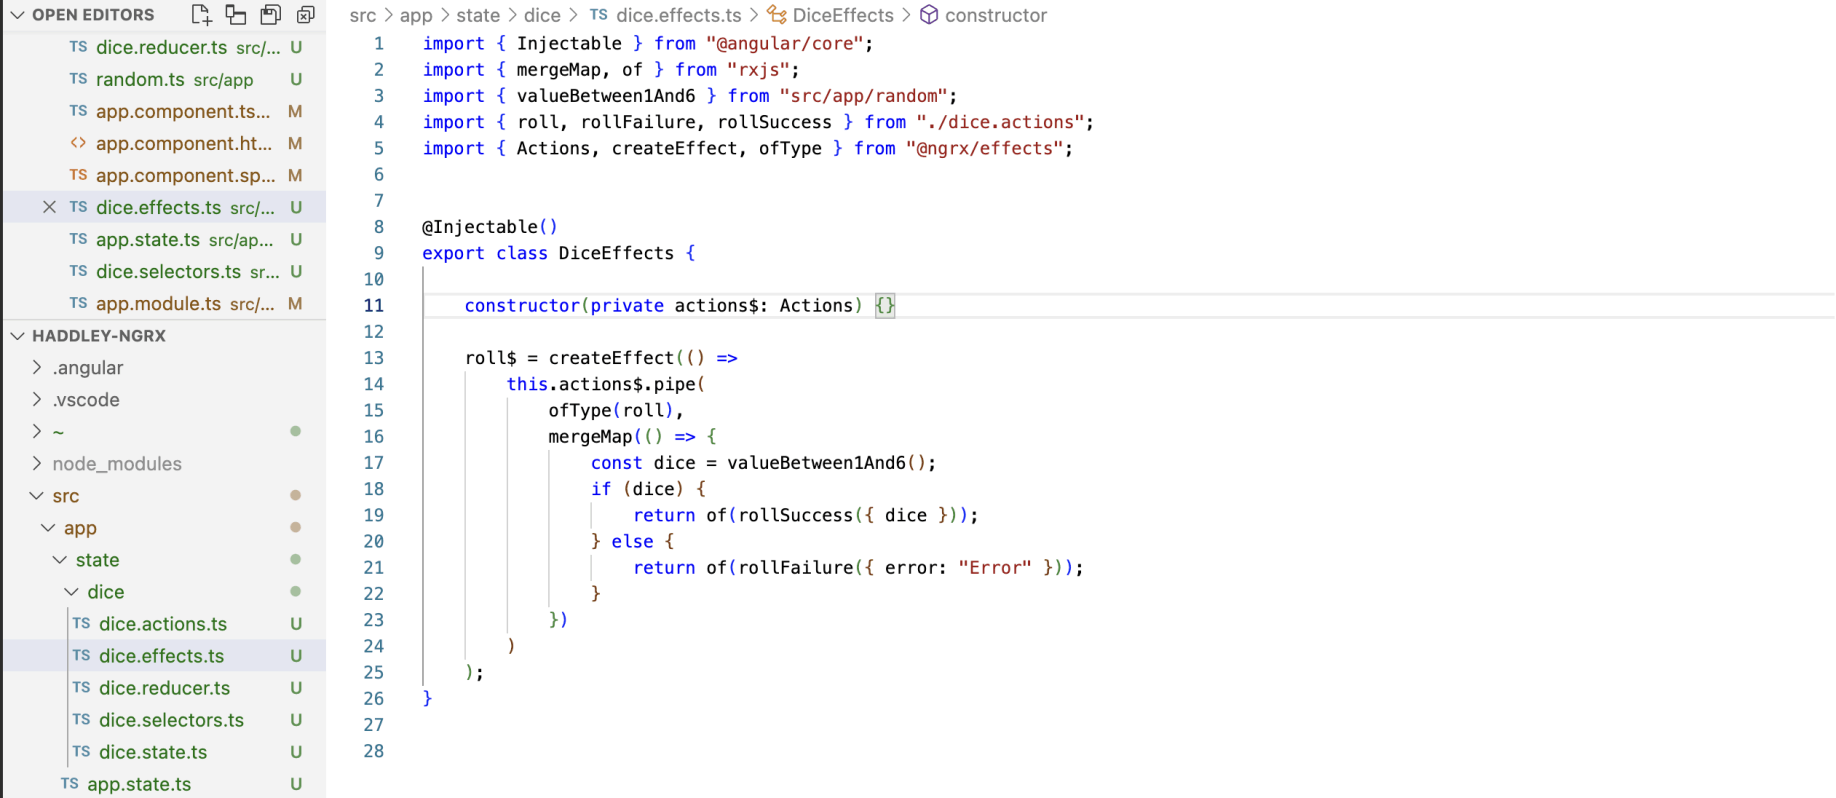 OPEN EDITORS
TS dice.reducer.ts src/... U
TS random.ts src/app U
TS app.component.ts... M
<> app.component.ht... M
TS app.component.sp... M
TS dice.effects.ts src/... U
TS app.state.ts src/ap... U
TS dice.selectors.ts sr... U
TS app.module.ts src/... M
HADDLEY-NGRX
.angular
.vscode
~
node_modules
src
app
state
dice
TS dice.actions.ts U
TS dice.effects.ts U
TS dice.reducer.ts U
TS dice.selectors.ts U
TS dice.state.ts U
TS app.state.ts U
src > app > state > dice > TS dice.effects.ts > DiceEffects > constructor
1 import { Injectable } from "@angular/core";
2 import { mergeMap, of } from "rxjs";
3 import { valueBetween1And6 } from "src/app/random";
4 import { roll, rollFailure, rollSuccess } from "./dice.actions";
5 import { Actions, createEffect, ofType } from "@ngrx/effects";
6
7
8 @Injectable()
9 export class DiceEffects {
10
11     constructor(private actions$: Actions) {}
12
13     roll$ = createEffect(() =>
14         this.actions$.pipe(
15             ofType(roll),
16             mergeMap(() => {
17                 const dice = valueBetween1And6();
18                 if (dice) {
19                     return of(rollSuccess({ dice }));
20                 } else {
21                     return of(rollFailure({ error: "Error" }));
22                 }
23             })
24         )
25     );
26 }
27
28